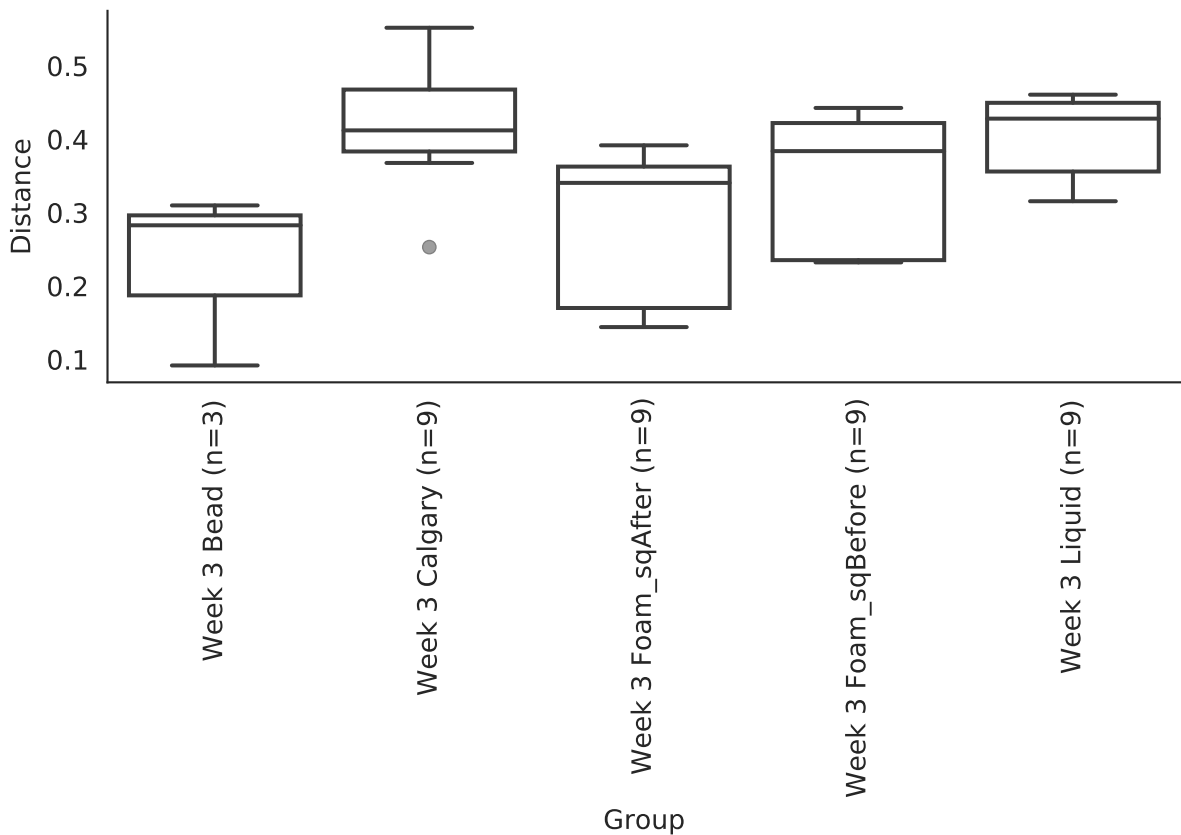 Distance
0.5
0.4
0.3
0.2
0.1
Week 3 Bead (n=3)
Week 3 Calgary (n=9)
Week 3 Foam_sqAfter (n=9)
Week 3 Foam_sqBefore (n=9)
Week 3 Liquid (n=9)
Group